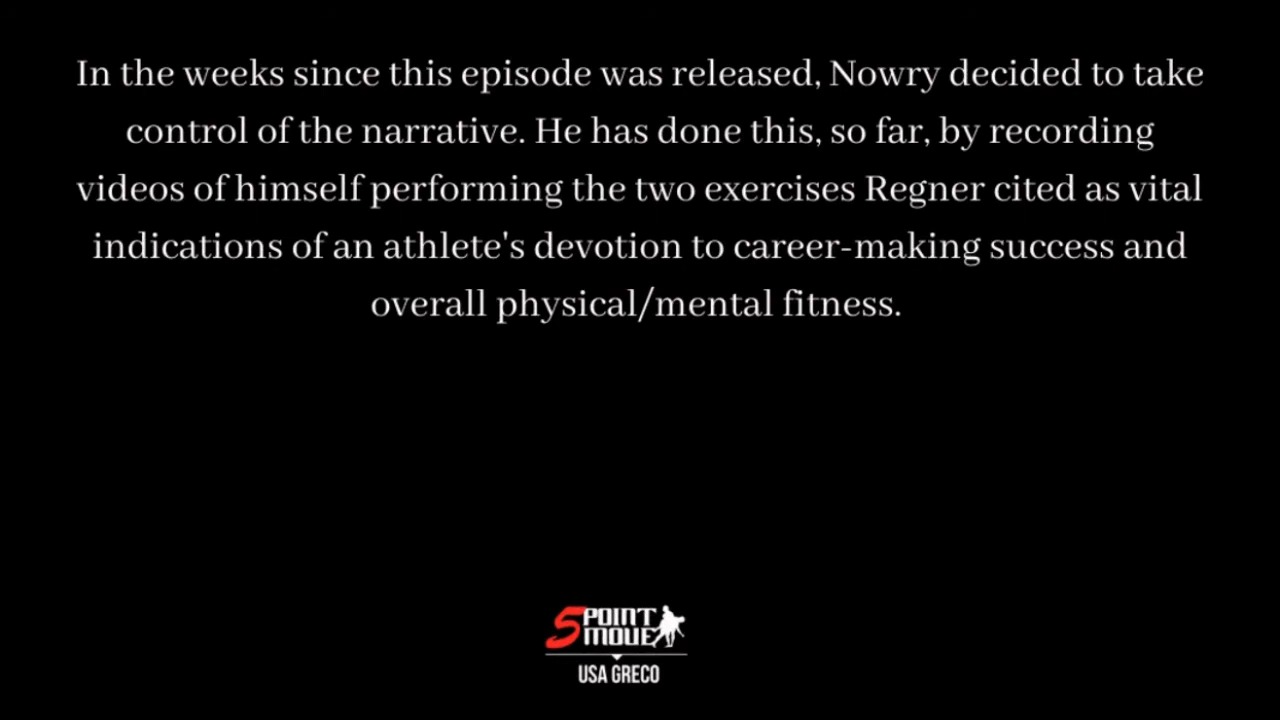 In the weeks since this episode was released, Nowry decided to take
control of the narrative. He has done this, so far, by recording
videos of himself performing the two exercises Regner cited as vital
indications of an athlete's devotion to career-making success and
overall physical/mental fitness.
5POINT
MOVE
USA GRECO